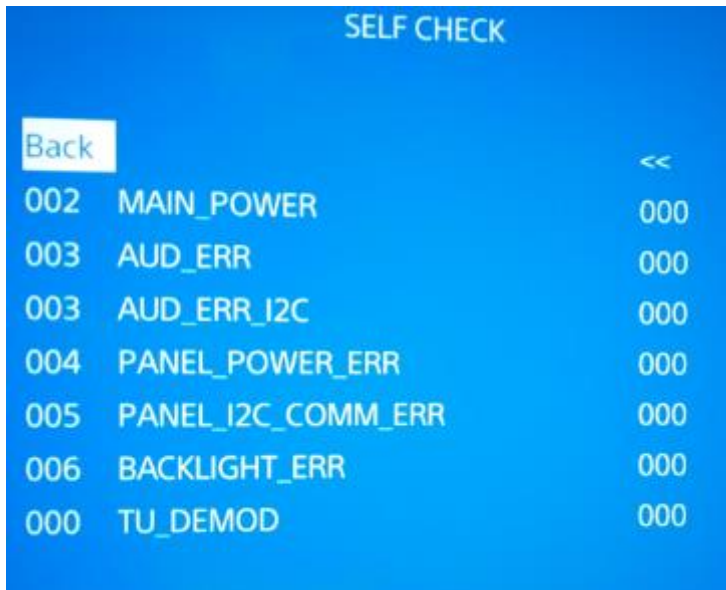 SELF CHECK
Back <<
002 MAIN_POWER 000
003 AUD_ERR 000
003 AUD_ERR_I2C 000
004 PANEL_POWER_ERR 000
005 PANEL_I2C_COMM_ERR 000
006 BACKLIGHT_ERR 000
000 TU_DEMOD 000